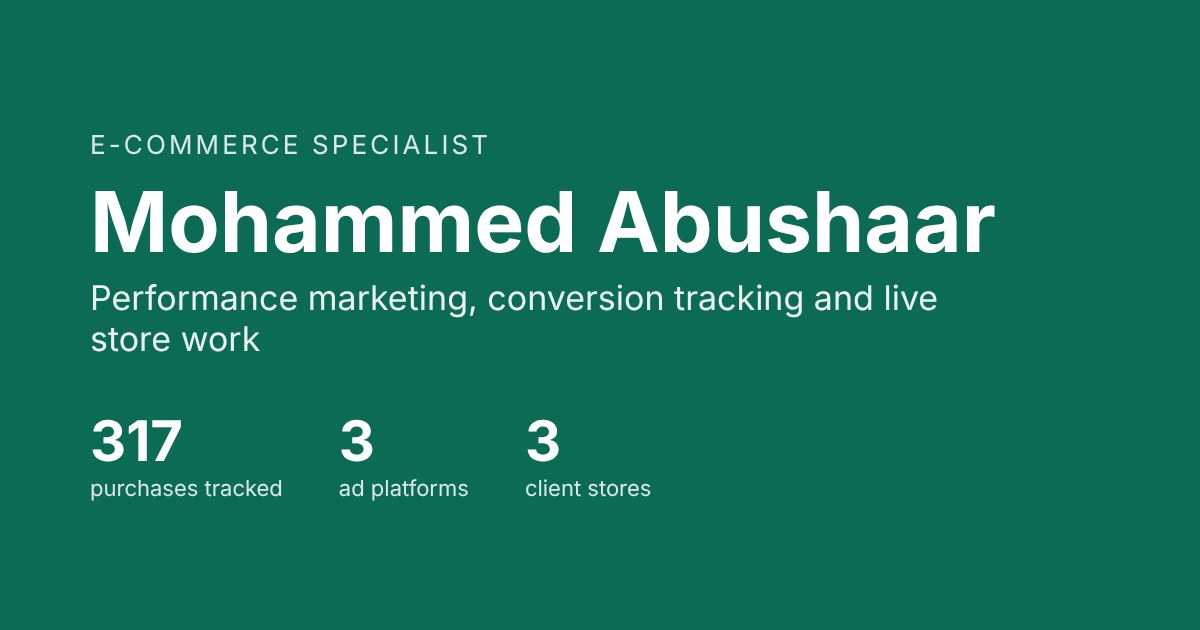 E-COMMERCE SPECIALIST
Mohammed Abushaar
Performance marketing, conversion tracking and live
store work
317 3 3
purchases tracked ad platforms client stores